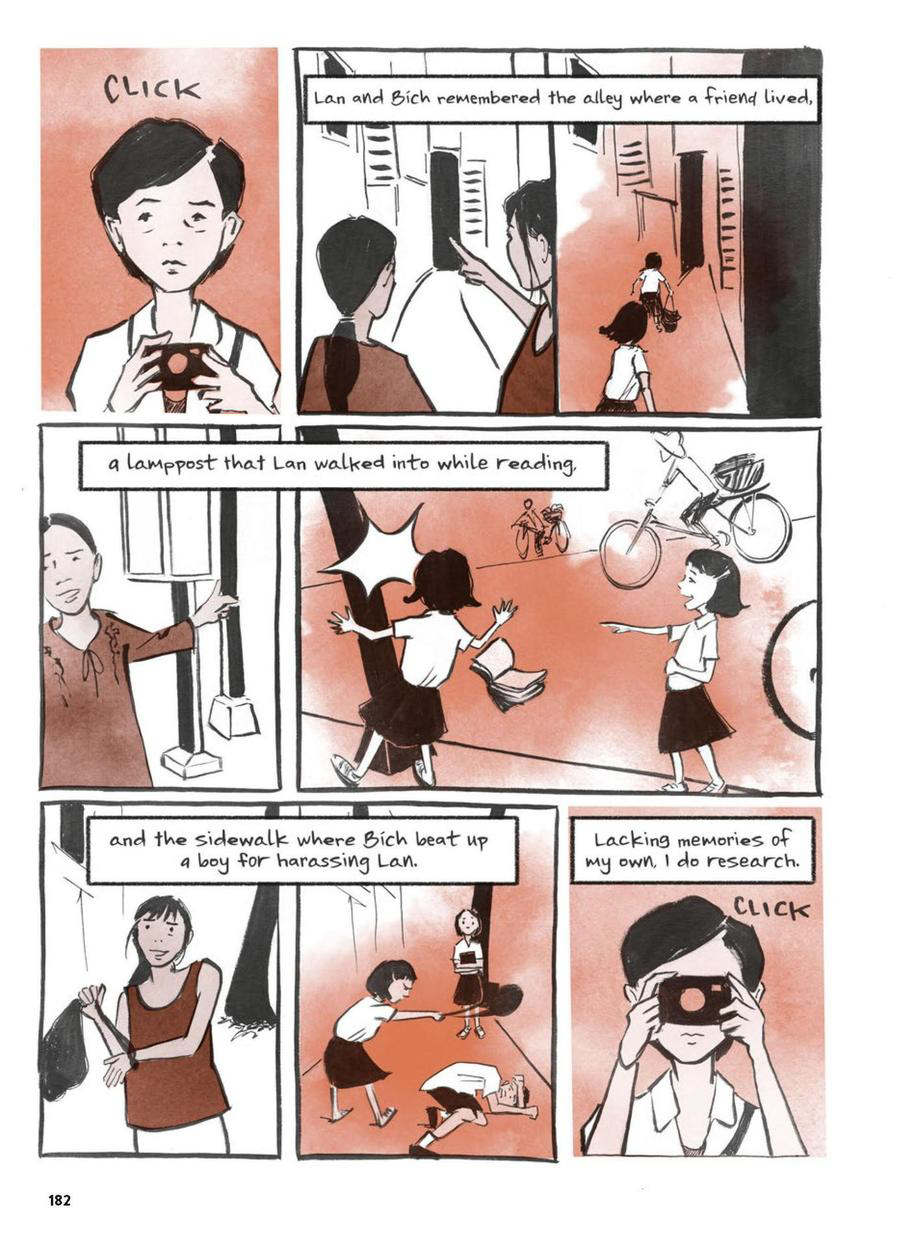 CLICK
Lan and Bích remembered the alley where a friend lived,
a lamppost that Lan walked into while reading,
and the sidewalk where Bích beat up
a boy for harassing Lan.
Lacking memories of
my own, I do research.
CLICK
182